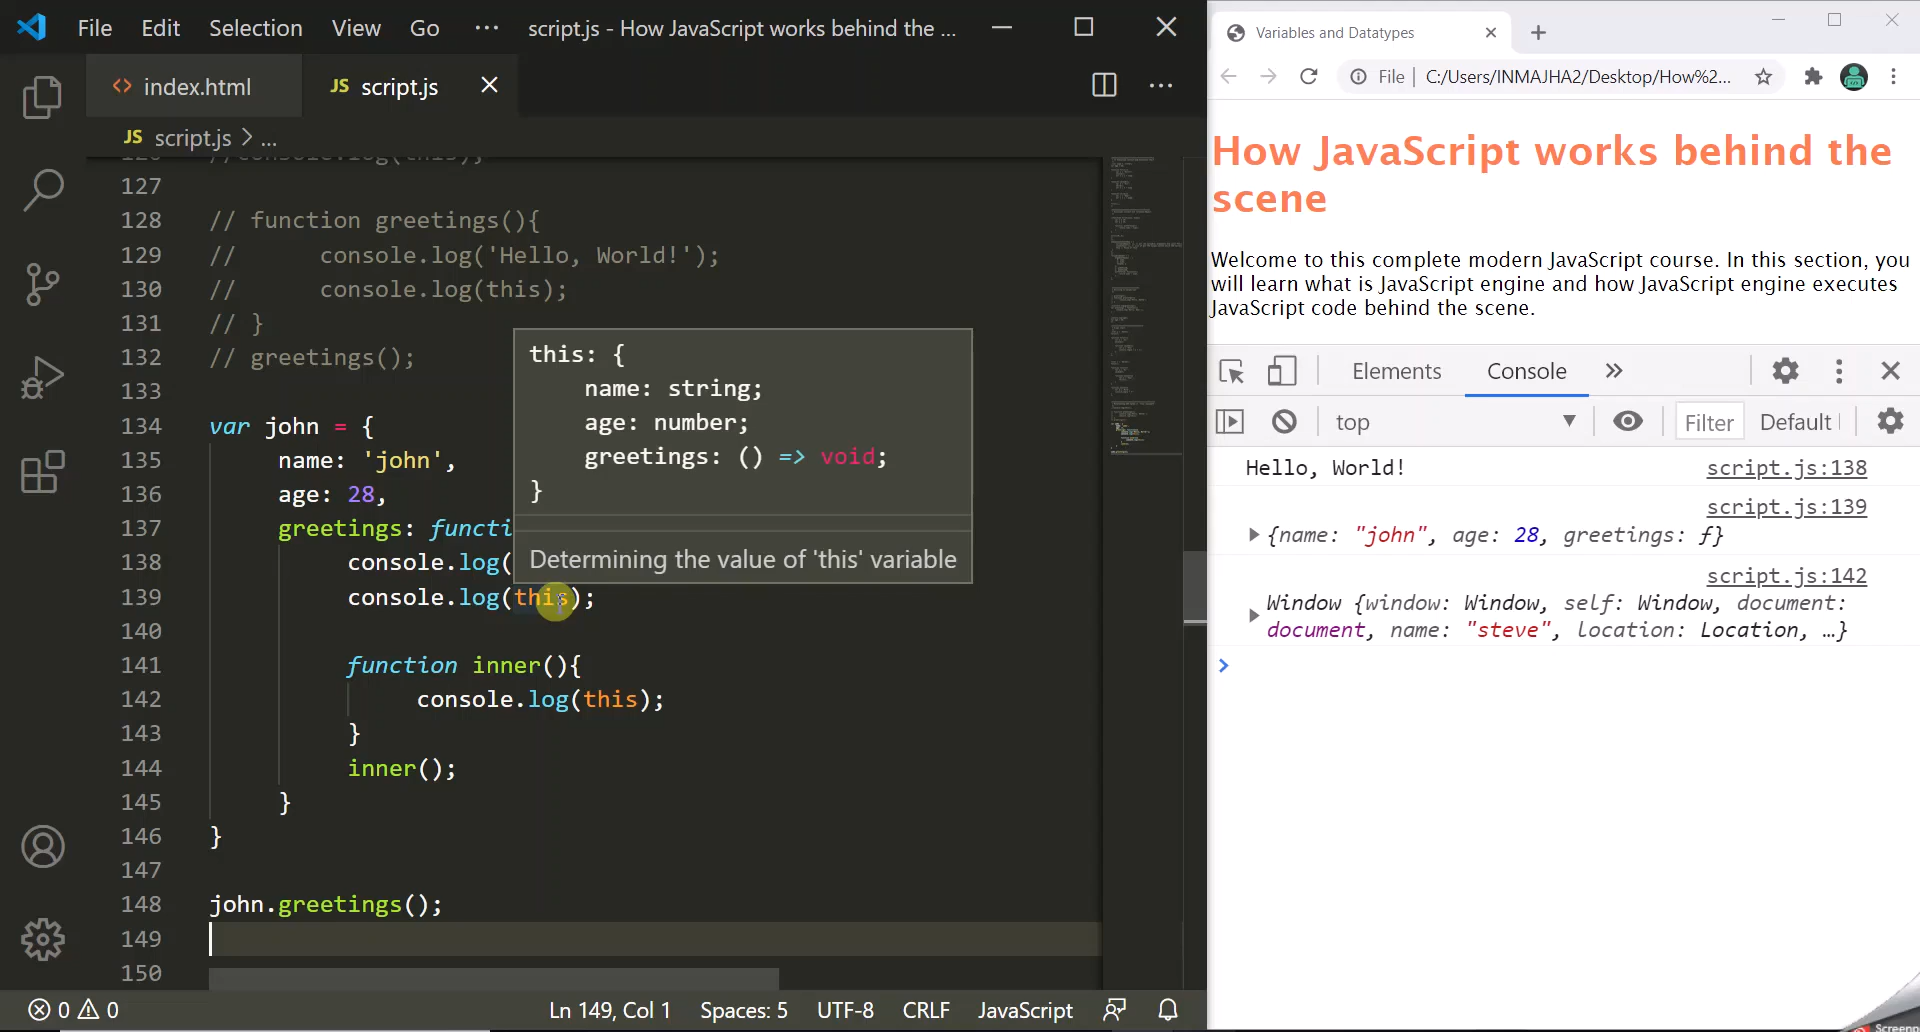 File Edit Selection View Go ··· script.js - How JavaScript works behind the ...
<> index.html JS script.js
JS script.js > ...
//console.log(this);
127
128 // function greetings(){
129 //      console.log('Hello, World!');
130 //      console.log(this);
131 // }
132 // greetings();
133
134 var john = {
135      name: 'john',
136      age: 28,
137      greetings: functi
138           console.log(
139           console.log(this);
140
141           function inner(){
142                console.log(this);
143           }
144           inner();
145      }
146 }
147
148 john.greetings();
149
150
this: {
    name: string;
    age: number;
    greetings: () => void;
}
Determining the value of 'this' variable
0 0 Ln 149, Col 1 Spaces: 5 UTF-8 CRLF JavaScript
Variables and Datatypes
File | C:/Users/INMAJHA2/Desktop/How%2...
How JavaScript works behind the
scene
Welcome to this complete modern JavaScript course. In this section, you
will learn what is JavaScript engine and how JavaScript engine executes
JavaScript code behind the scene.
Elements Console »
top Filter Default
Hello, World! script.js:138
script.js:139
{name: "john", age: 28, greetings: ƒ}
script.js:142
Window {window: Window, self: Window, document:
document, name: "steve", location: Location, …}